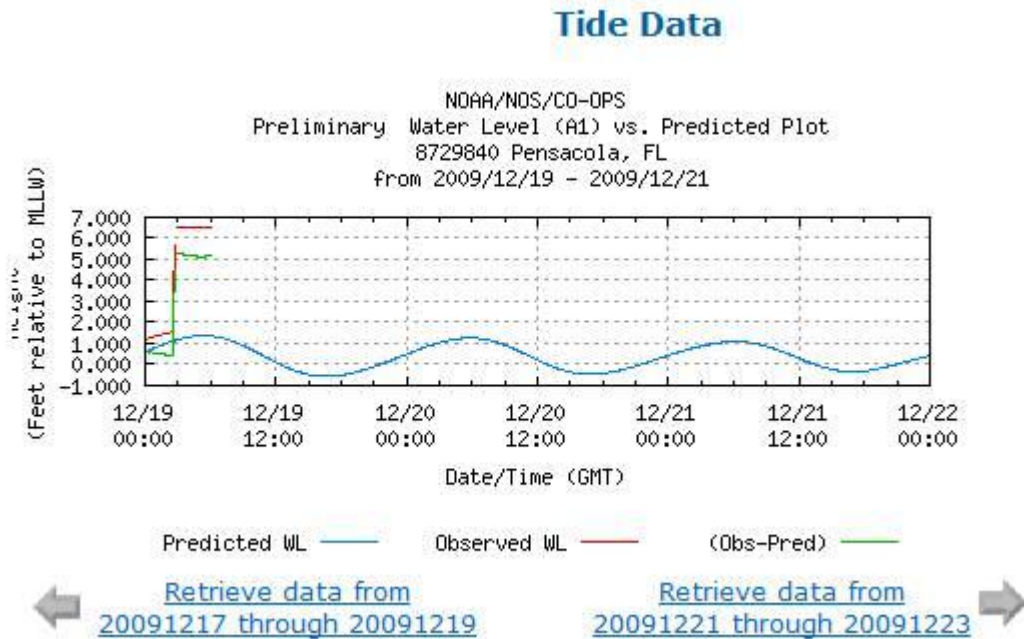 Tide Data
NOAA/NOS/CO-OPS
Preliminary Water Level (A1) vs. Predicted Plot
8729840 Pensacola, FL
from 2009/12/19 - 2009/12/21
(Feet relative to MLLW)
7.000
6.000
5.000
4.000
3.000
2.000
1.000
0.000
-1.000
12/19 12/19 12/20 12/20 12/21 12/21 12/22
00:00 12:00 00:00 12:00 00:00 12:00 00:00
Date/Time (GMT)
Predicted WL Observed WL (Obs-Pred)
Retrieve data from
20091217 through 20091219
Retrieve data from
20091221 through 20091223